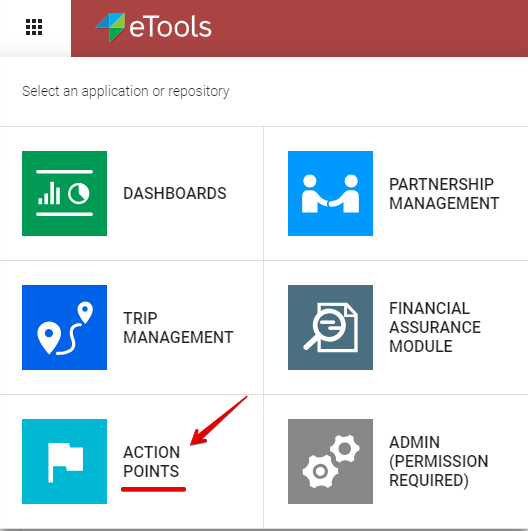 eTools
Select an application or repository
DASHBOARDS
PARTNERSHIP
MANAGEMENT
TRIP
MANAGEMENT
FINANCIAL
ASSURANCE
MODULE
ACTION
POINTS
ADMIN
(PERMISSION
REQUIRED)